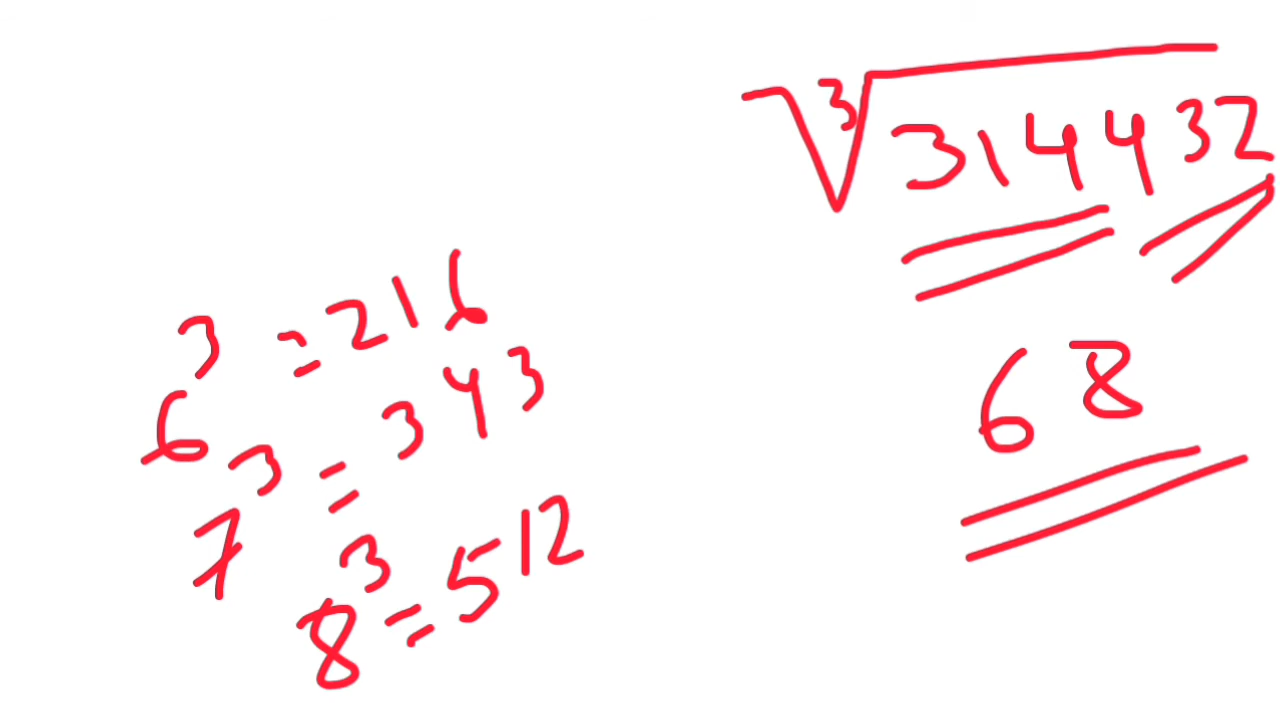 ∛314432
68
6³ = 216
7³ = 343
8³ = 512